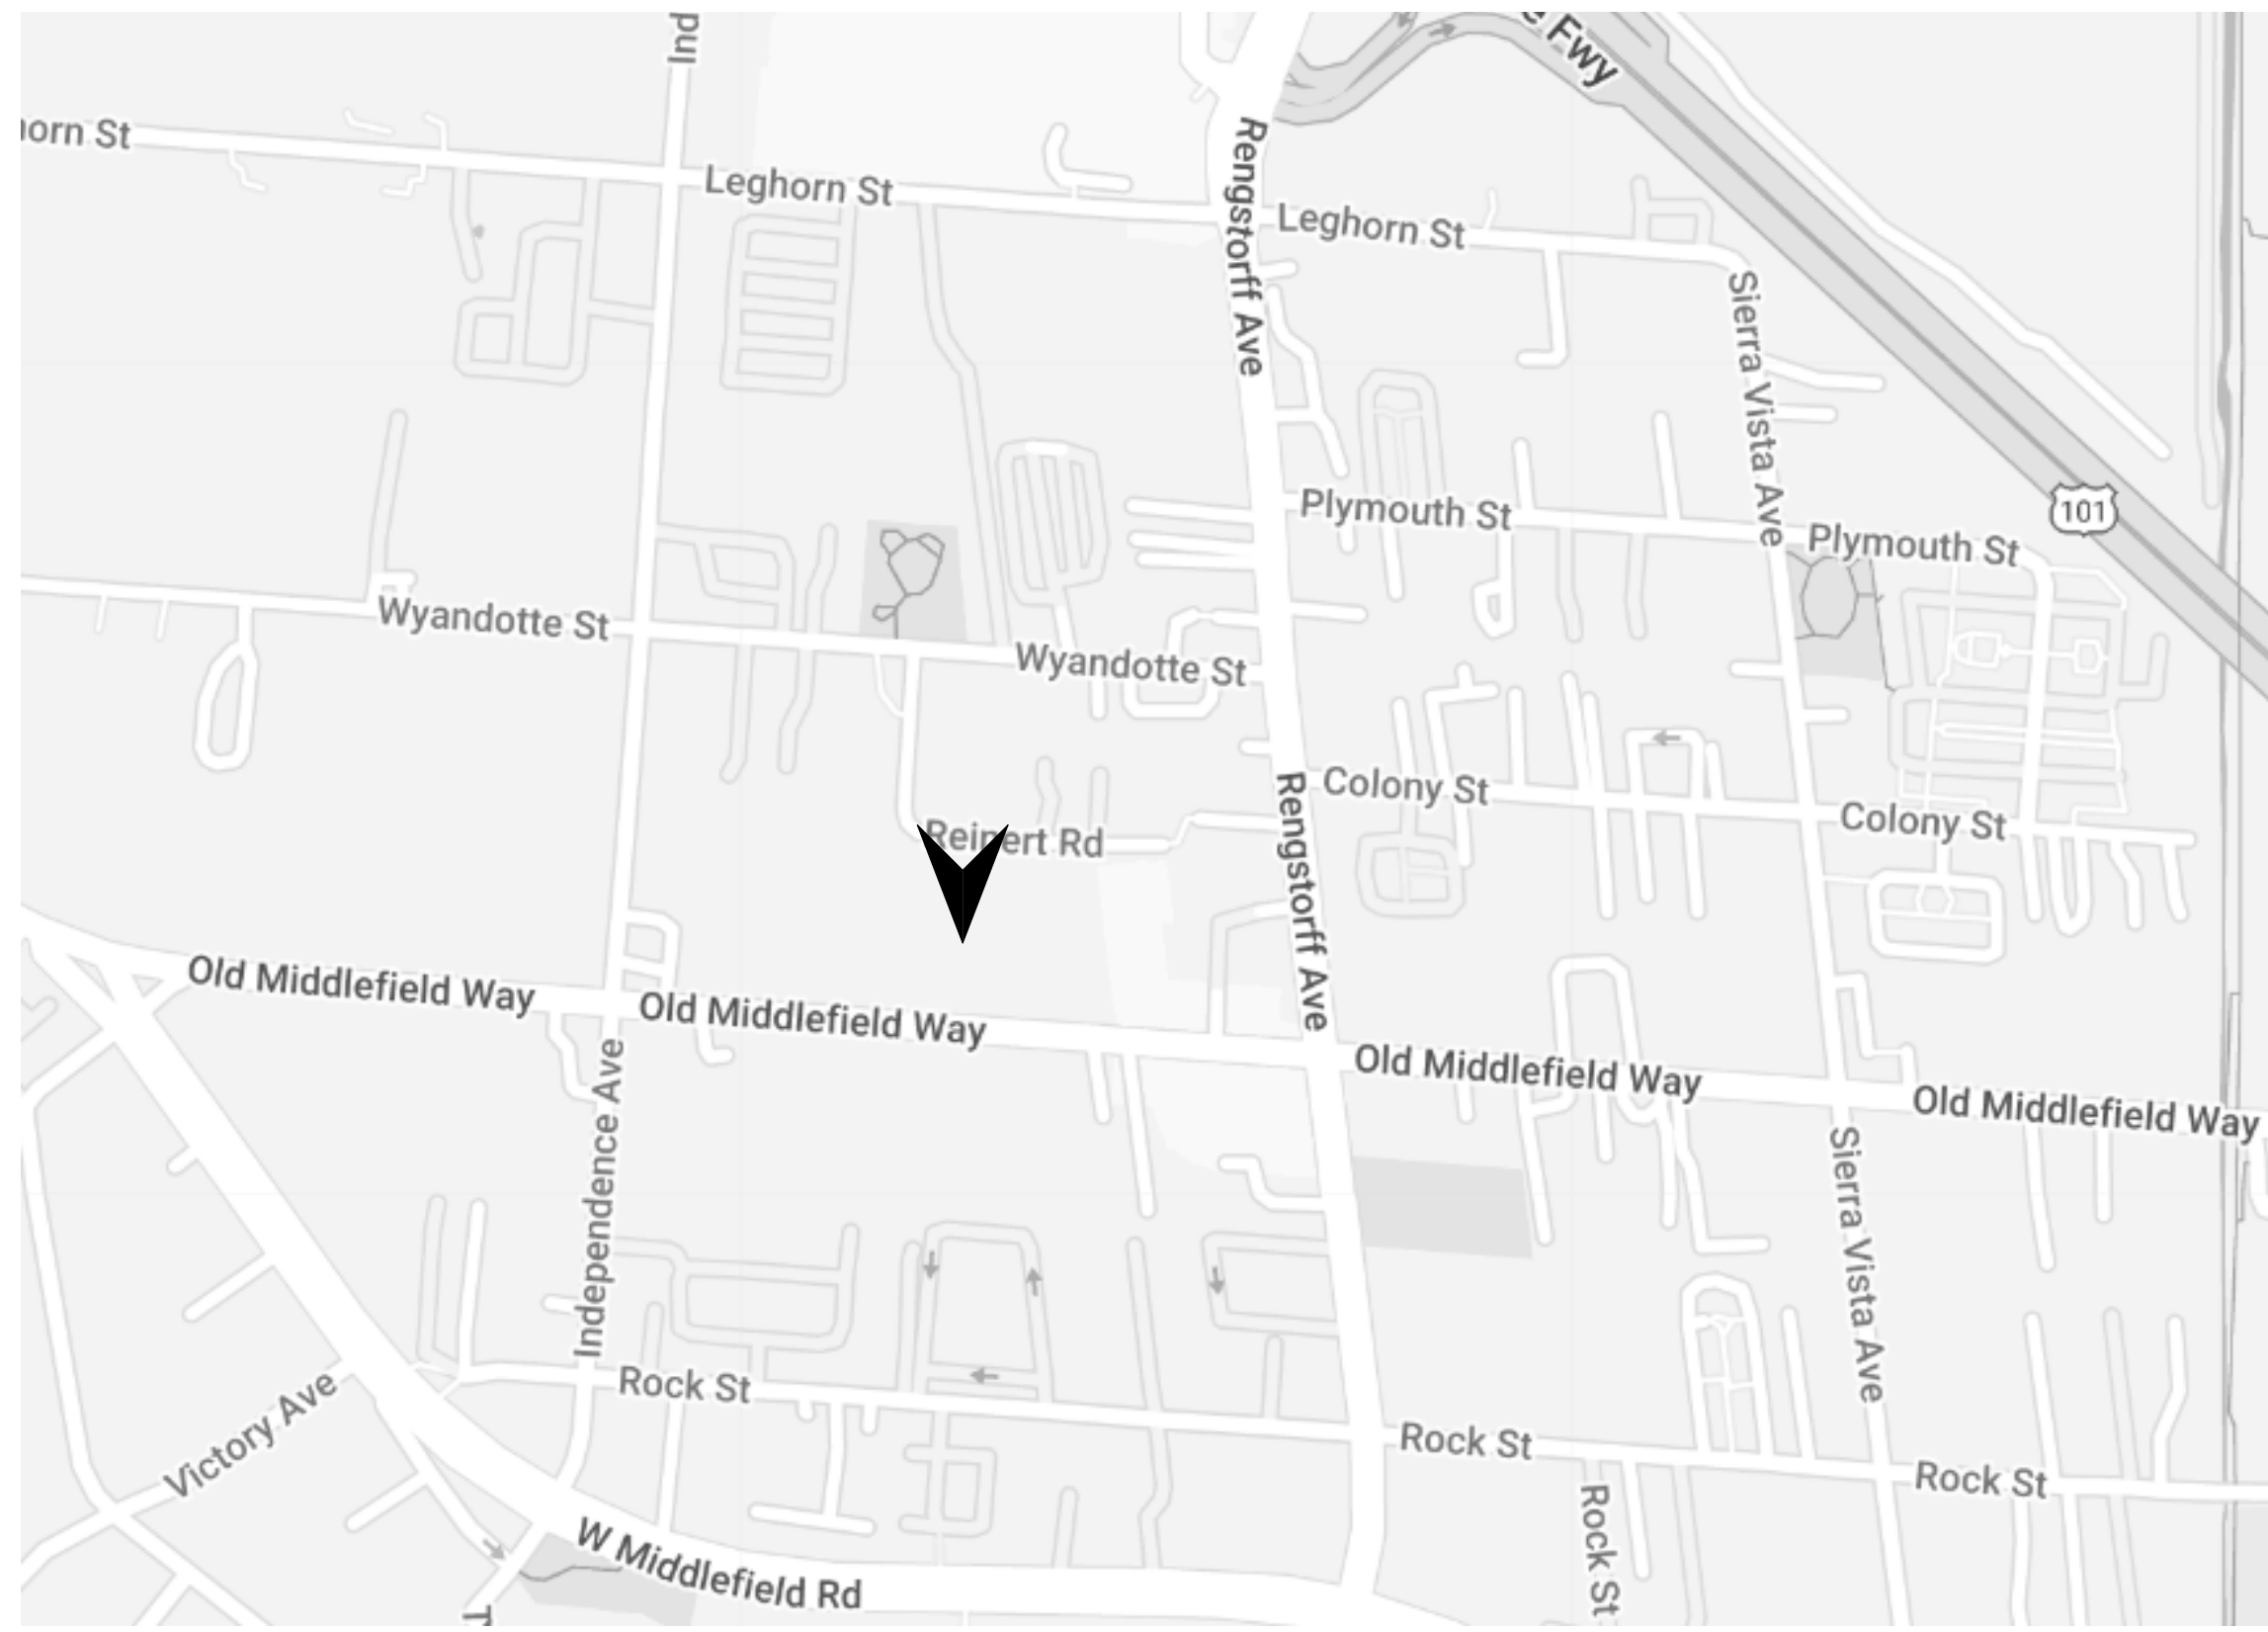 Ind
e Fwy
horn St
Leghorn St
Rengstorff Ave
Leghorn St
Sierra Vista Ave
101
Plymouth St
Plymouth St
Wyandotte St
Wyandotte St
Colony St
Colony St
Reinert Rd
Rengstorff Ave
Old Middlefield Way
Old Middlefield Way
Old Middlefield Way
Old Middlefield Way
Independence Ave
Sierra Vista Ave
Rock St
Victory Ave
Rock St
Rock St
Rock St
W Middlefield Rd
T